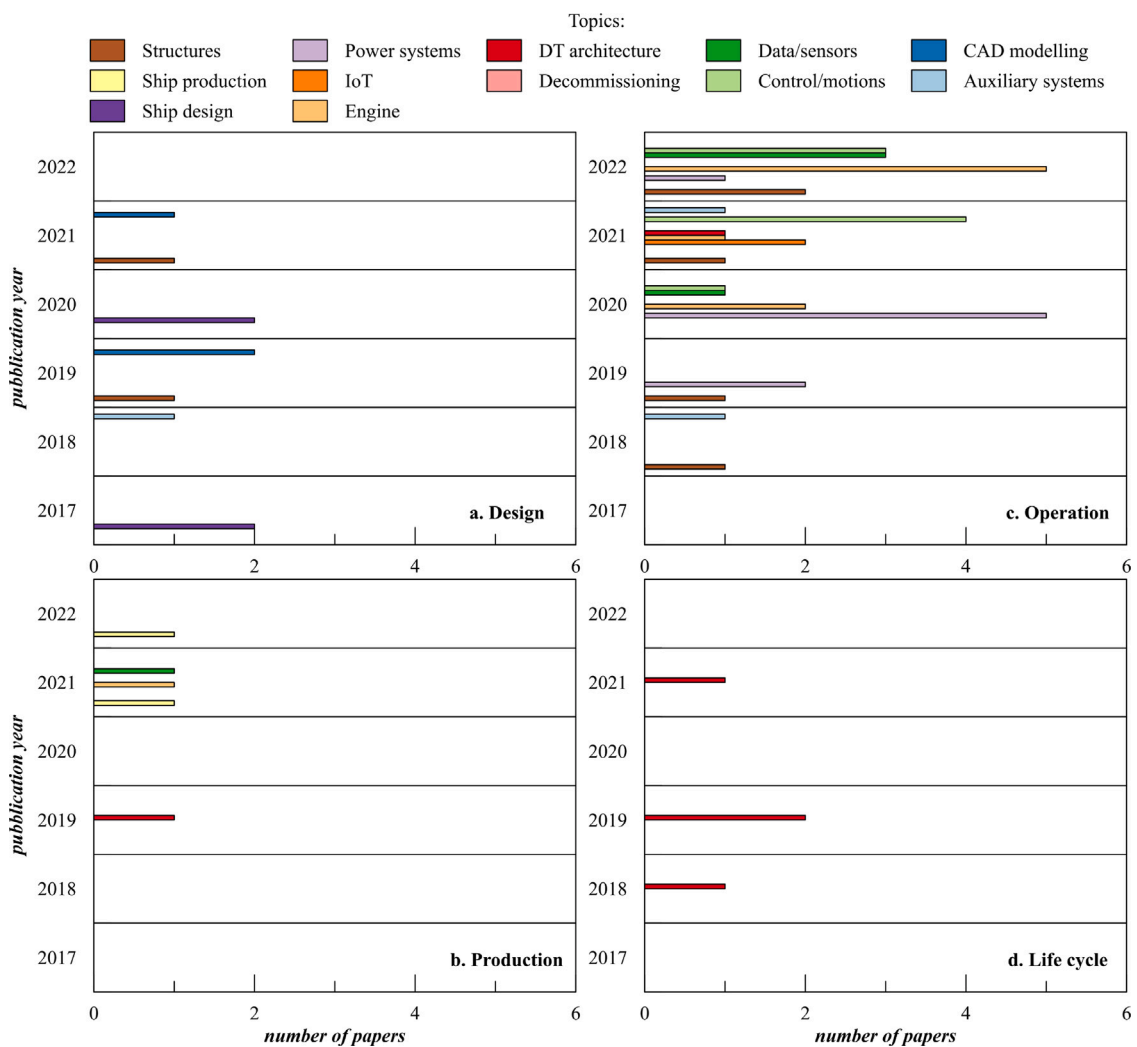 Topics:
Structures Power systems DT architecture Data/sensors CAD modelling
Ship production IoT Decommissioning Control/motions Auxiliary systems
Ship design Engine
pubblication year
2022
2021
2020
2019
2018
2017
a. Design
0 2 4 6
2022
2021
2020
2019
2018
2017
c. Operation
0 2 4 6
pubblication year
2022
2021
2020
2019
2018
2017
b. Production
0 2 4 6
number of papers
2022
2021
2020
2019
2018
2017
d. Life cycle
0 2 4 6
number of papers